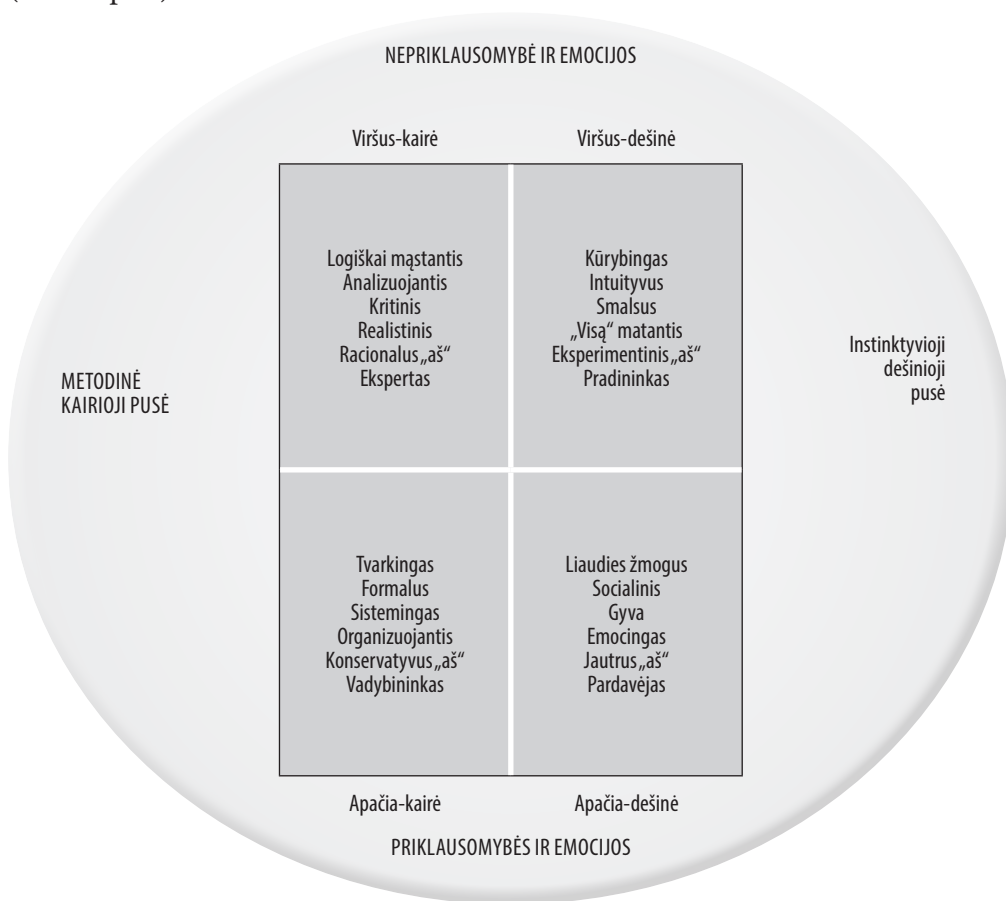 NEPRIKLAUSOMYBĖ IR EMOCIJOS
Viršus-kairė
Viršus-dešinė
Logiškai mąstantis
Analizuojantis
Kritinis
Realistinis
Racionalus „aš“
Ekspertas
Kūrybingas
Intuityvus
Smalsus
„Visą“ matantis
Eksperimentinis „aš“
Pradininkas
METODINĖ
KAIRIOJI PUSĖ
Instinktyvioji
dešinioji
pusė
Tvarkingas
Formalus
Sistemingas
Organizuojantis
Konservatyvus „aš“
Vadybininkas
Liaudies žmogus
Socialinis
Gyva
Emocingas
Jautrus „aš“
Pardavėjas
Apačia-kairė
Apačia-dešinė
PRIKLAUSOMYBĖS IR EMOCIJOS